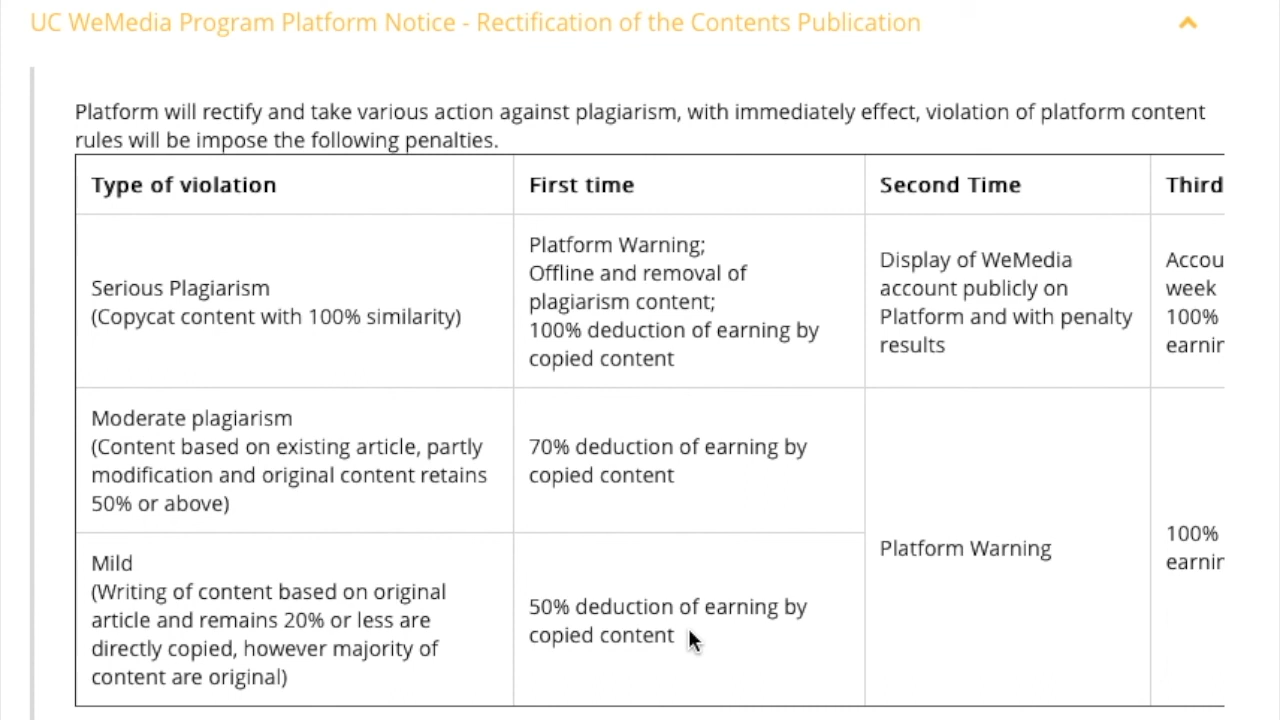 UC WeMedia Program Platform Notice - Rectification of the Contents Publication
Platform will rectify and take various action against plagiarism, with immediately effect, violation of platform content
rules will be impose the following penalties.
Type of violation
First time
Second Time
Third
Serious Plagiarism
(Copycat content with 100% similarity)
Platform Warning;
Offline and removal of
plagiarism content;
100% deduction of earning by
copied content
Display of WeMedia
account publicly on
Platform and with penalty
results
Accou
week
100%
earnin
Moderate plagiarism
(Content based on existing article, partly
modification and original content retains
50% or above)
70% deduction of earning by
copied content
Platform Warning
100%
earnin
Mild
(Writing of content based on original
article and remains 20% or less are
directly copied, however majority of
content are original)
50% deduction of earning by
copied content